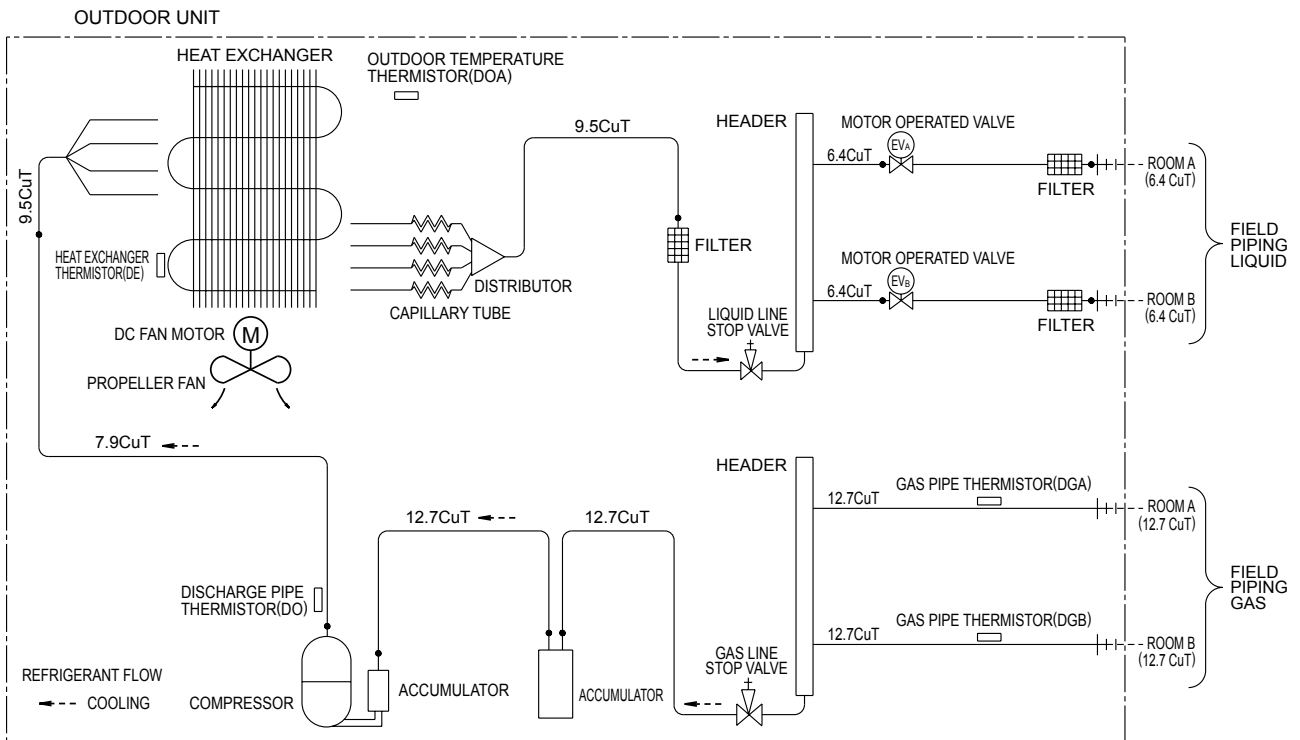 OUTDOOR UNIT
HEAT EXCHANGER
OUTDOOR TEMPERATURE
THERMISTOR(DOA)
9.5CuT
HEADER
MOTOR OPERATED VALVE
EVA
6.4CuT
FILTER
ROOM A
(6.4 CuT)
9.5CuT
HEAT EXCHANGER
THERMISTOR(DE)
FILTER
DISTRIBUTOR
CAPILLARY TUBE
MOTOR OPERATED VALVE
EVB
6.4CuT
FILTER
ROOM B
(6.4 CuT)
FIELD
PIPING
LIQUID
LIQUID LINE
STOP VALVE
DC FAN MOTOR
M
PROPELLER FAN
7.9CuT
HEADER
GAS PIPE THERMISTOR(DGA)
12.7CuT
ROOM A
(12.7 CuT)
12.7CuT
12.7CuT
DISCHARGE PIPE
THERMISTOR(DO)
GAS PIPE THERMISTOR(DGB)
12.7CuT
ROOM B
(12.7 CuT)
FIELD
PIPING
GAS
GAS LINE
STOP VALVE
REFRIGERANT FLOW
COOLING
COMPRESSOR
ACCUMULATOR
ACCUMULATOR